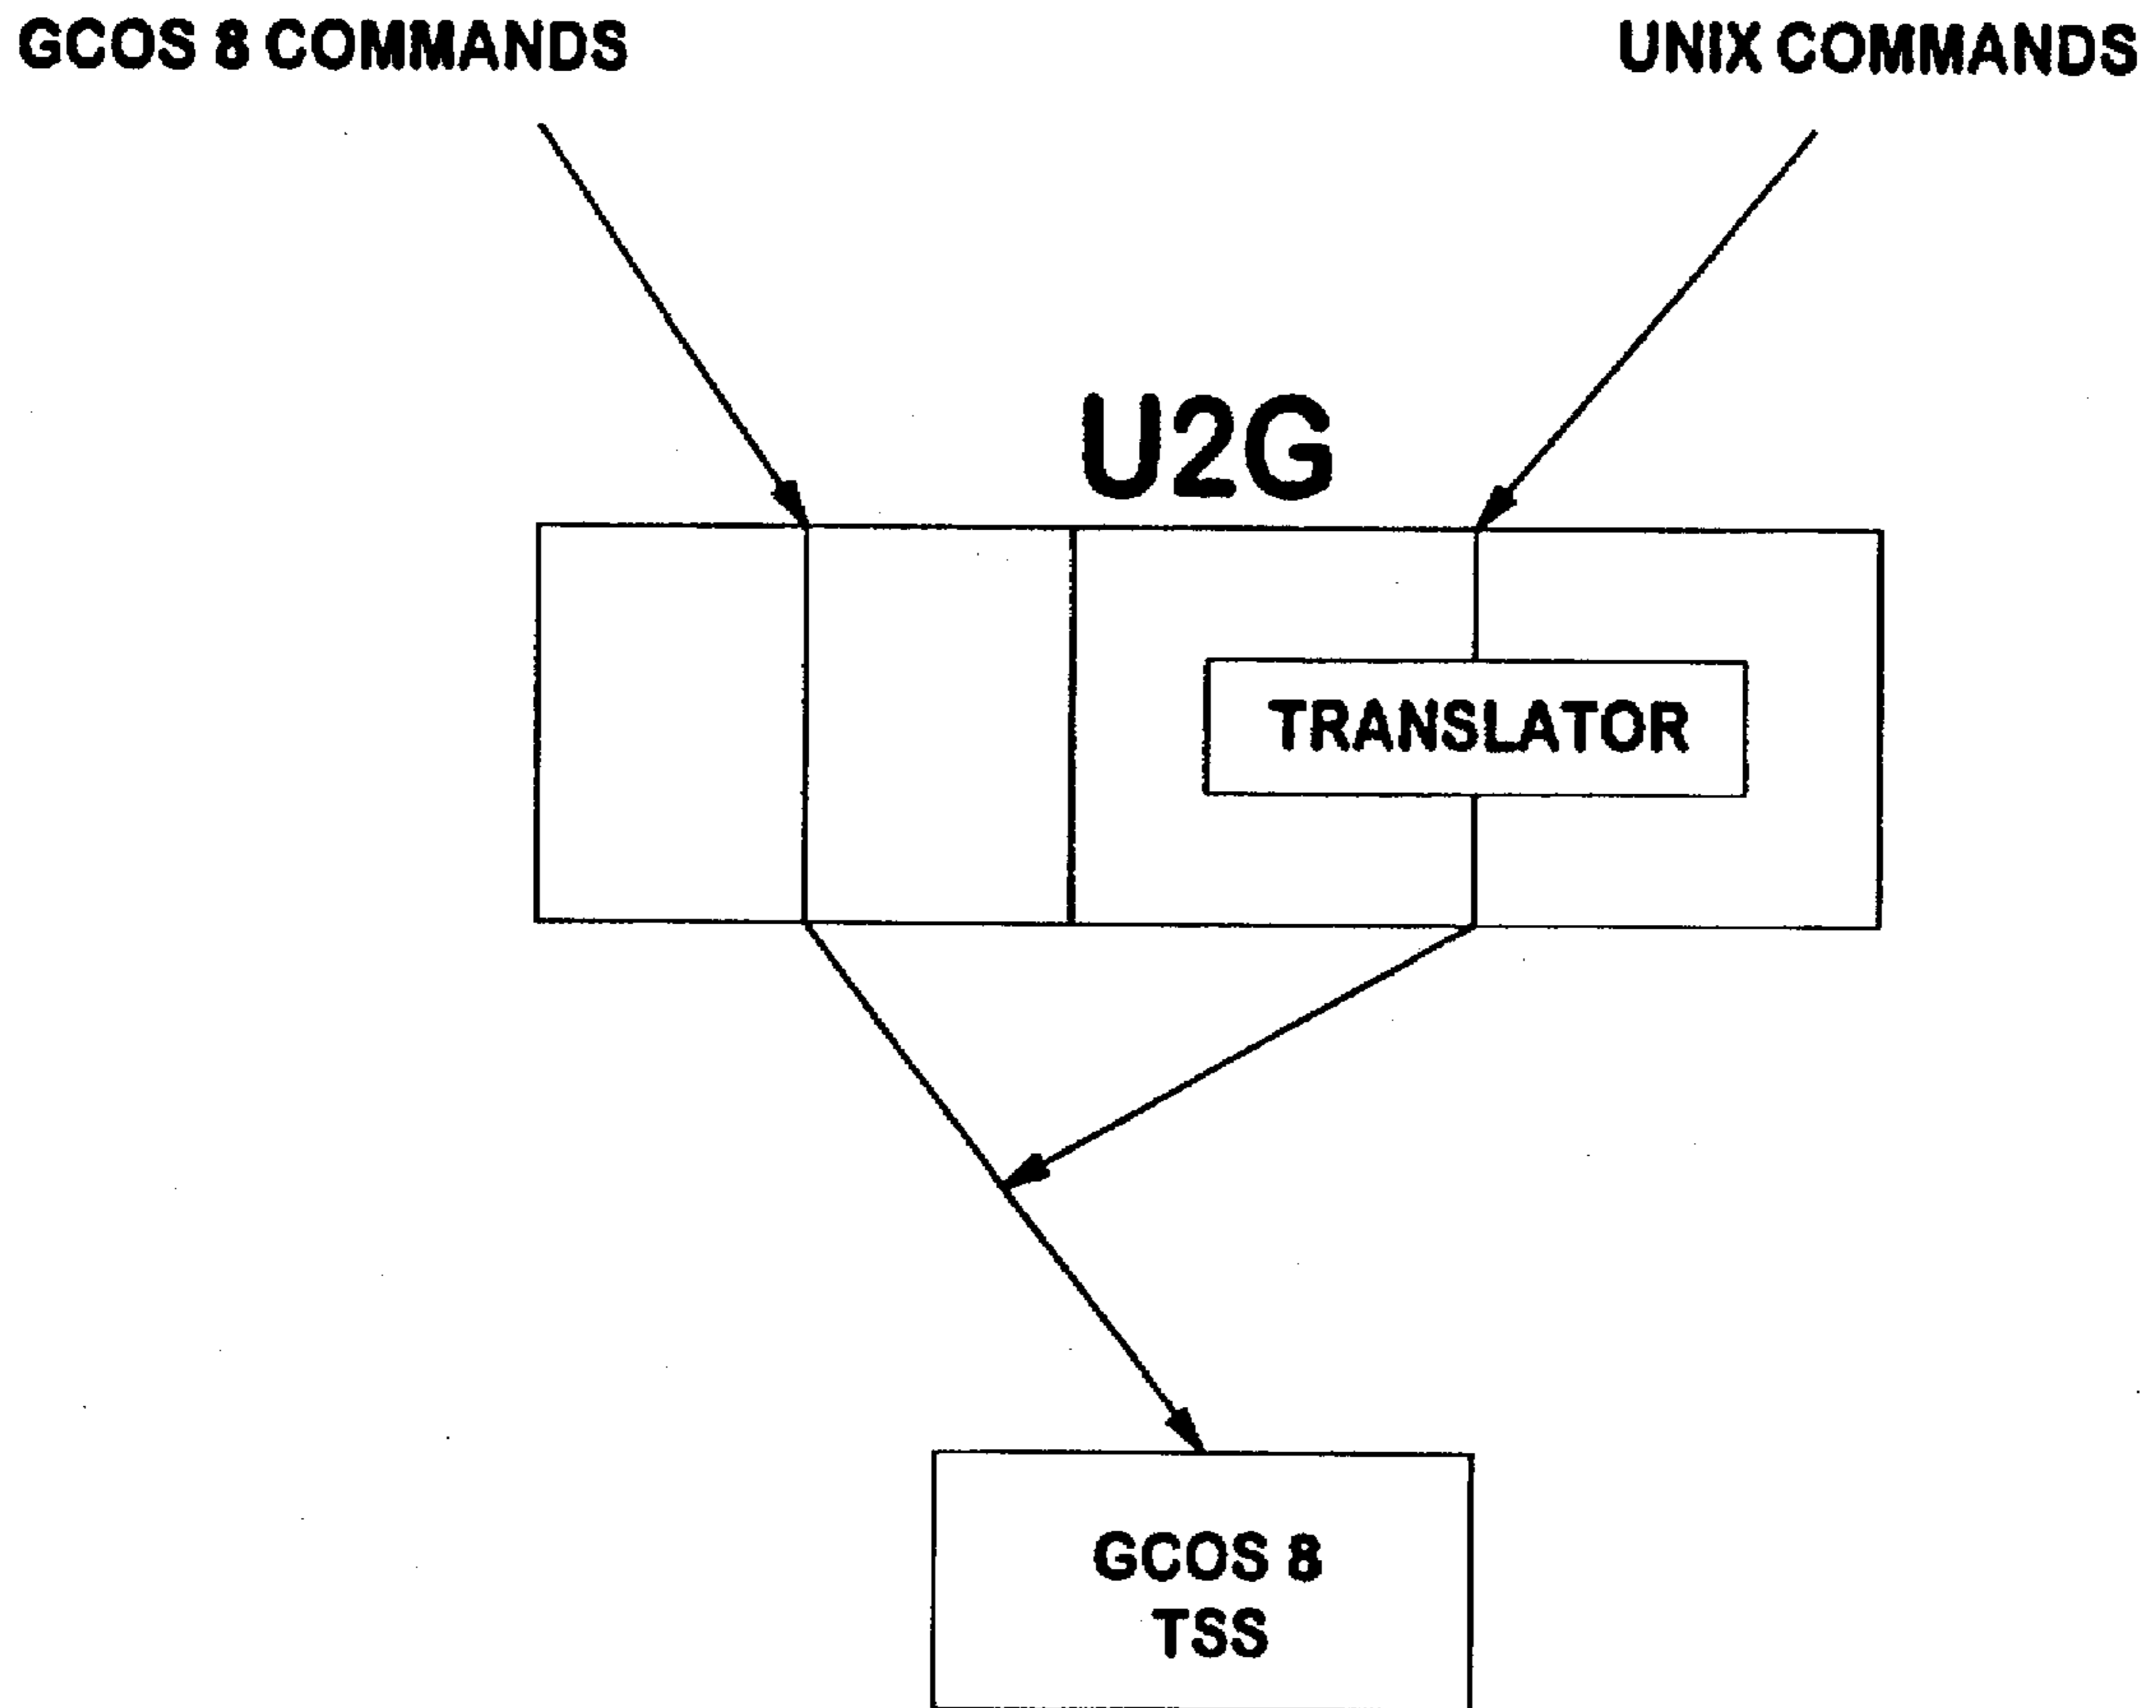 GCOS 8 COMMANDS
UNIX COMMANDS
U2G
TRANSLATOR
GCOS 8
TSS